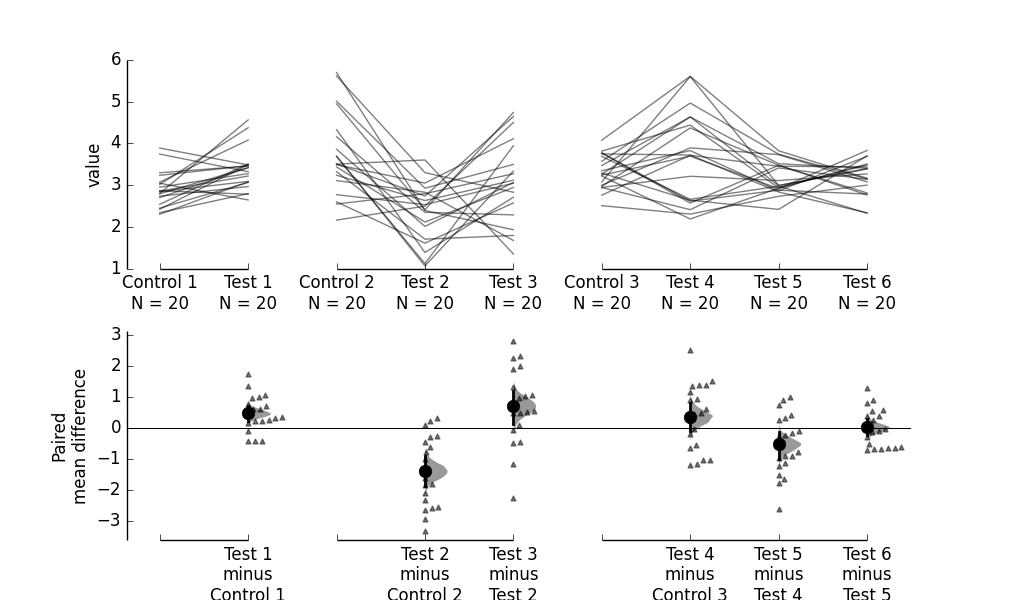 6
5
4
3
2
1
value
Control 1 Test 1 Control 2 Test 2 Test 3 Control 3 Test 4 Test 5 Test 6
N = 20 N = 20 N = 20 N = 20 N = 20 N = 20 N = 20 N = 20 N = 20
3
2
1
0
−1
−2
−3
Paired
mean difference
Test 1 Test 2 Test 3 Test 4 Test 5 Test 6
minus minus minus minus minus minus
Control 1 Control 2 Test 2 Control 3 Test 4 Test 5